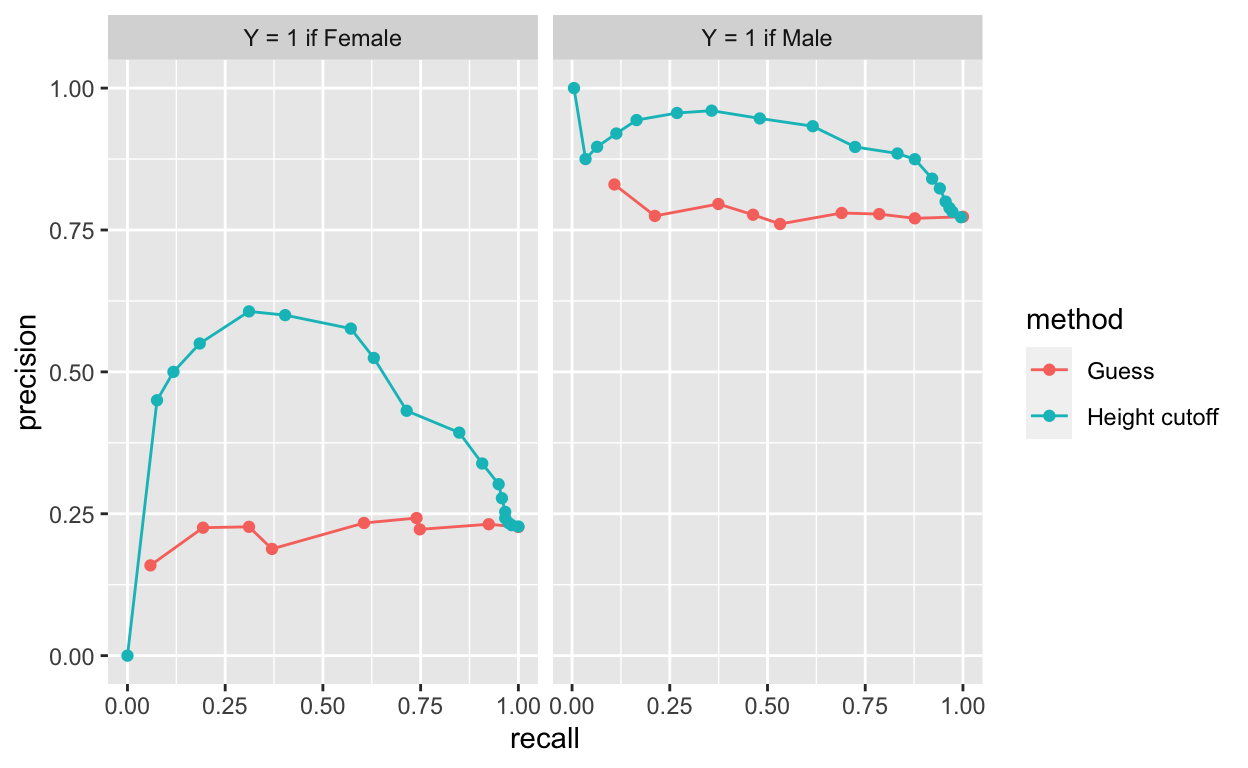 Y = 1 if Female
Y = 1 if Male
1.00
0.75
0.50
0.25
0.00
precision
0.00 0.25 0.50 0.75 1.00
0.00 0.25 0.50 0.75 1.00
recall
method
Guess
Height cutoff